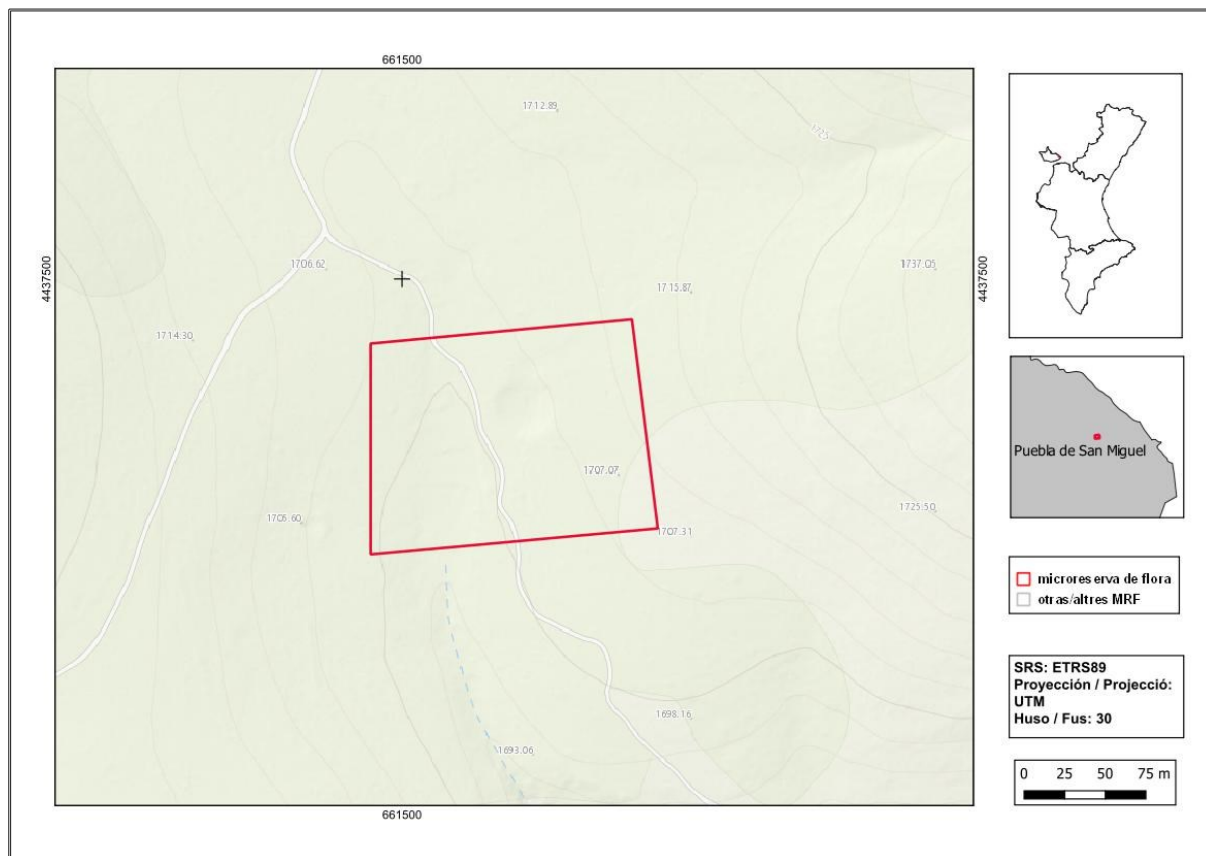 661500
1712.89
1725
4437500
1706.62
1737.05
4437500
1715.87
1714.30
1707.07
1705.60
1725.50
1707.31
1698.16
1693.06
661500
Puebla de San Miguel
microreserva de flora
otras/altres MRF
SRS: ETRS89
Proyección / Projecció:
UTM
Huso / Fus: 30
0 25 50 75 m